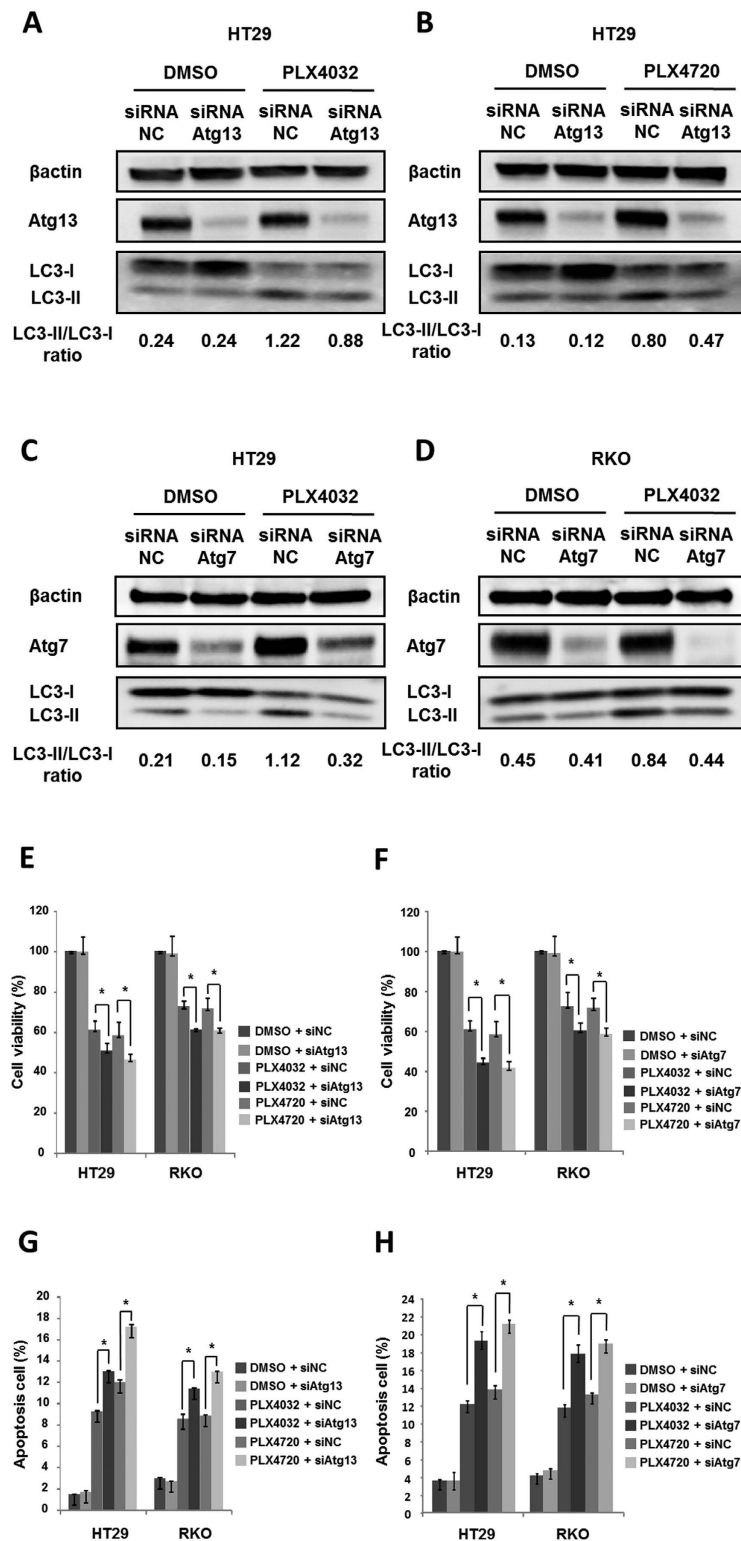 A
HT29
DMSO PLX4032
siRNA siRNA siRNA siRNA
NC Atg13 NC Atg13
βactin
Atg13
LC3-I
LC3-II
LC3-II/LC3-I 0.24 0.24 1.22 0.88
ratio
B
HT29
DMSO PLX4720
siRNA siRNA siRNA siRNA
NC Atg13 NC Atg13
βactin
Atg13
LC3-I
LC3-II
LC3-II/LC3-I 0.13 0.12 0.80 0.47
ratio
C
HT29
DMSO PLX4032
siRNA siRNA siRNA siRNA
NC Atg7 NC Atg7
βactin
Atg7
LC3-I
LC3-II
LC3-II/LC3-I 0.21 0.15 1.12 0.32
ratio
D
RKO
DMSO PLX4032
siRNA siRNA siRNA siRNA
NC Atg7 NC Atg7
βactin
Atg7
LC3-I
LC3-II
LC3-II/LC3-I 0.45 0.41 0.84 0.44
ratio
E
Cell viability (%)
120
100
80
60
40
20
0
* * * *
HT29 RKO
DMSO + siNC
DMSO + siAtg13
PLX4032 + siNC
PLX4032 + siAtg13
PLX4720 + siNC
PLX4720 + siAtg13
F
Cell viability (%)
120
100
80
60
40
20
0
* * * *
HT29 RKO
DMSO + siNC
DMSO + siAtg7
PLX4032 + siNC
PLX4032 + siAtg7
PLX4720 + siNC
PLX4720 + siAtg7
G
Apoptosis cell (%)
20
18
16
14
12
10
8
6
4
2
0
* * * *
HT29 RKO
DMSO + siNC
DMSO + siAtg13
PLX4032 + siNC
PLX4032 + siAtg13
PLX4720 + siNC
PLX4720 + siAtg13
H
Apoptosis cell (%)
24
22
20
18
16
14
12
10
8
6
4
2
0
* * * *
HT29 RKO
DMSO + siNC
DMSO + siAtg7
PLX4032 + siNC
PLX4032 + siAtg7
PLX4720 + siNC
PLX4720 + siAtg7